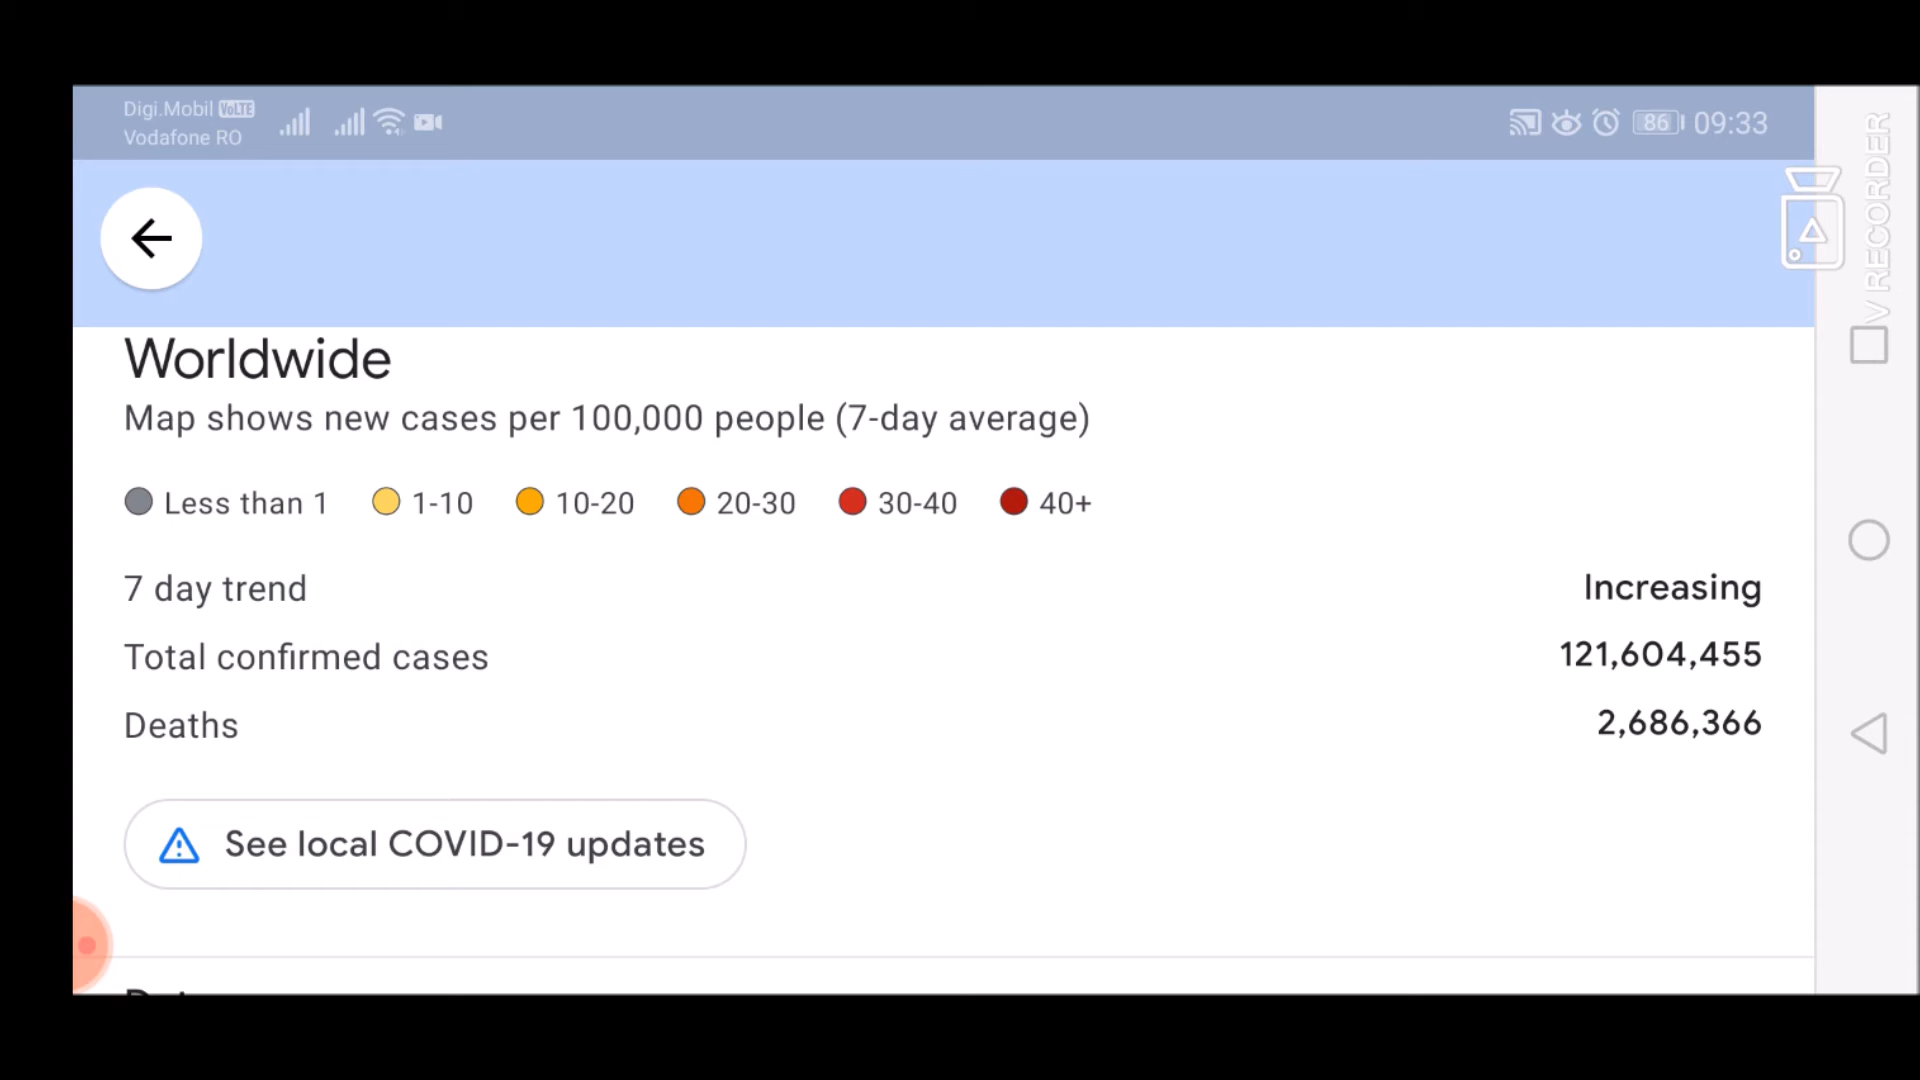 Digi.Mobil VoLTE
Vodafone RO
86 09:33
V RECORDER
Worldwide
Map shows new cases per 100,000 people (7-day average)
Less than 1 1-10 10-20 20-30 30-40 40+
7 day trend Increasing
Total confirmed cases 121,604,455
Deaths 2,686,366
See local COVID-19 updates